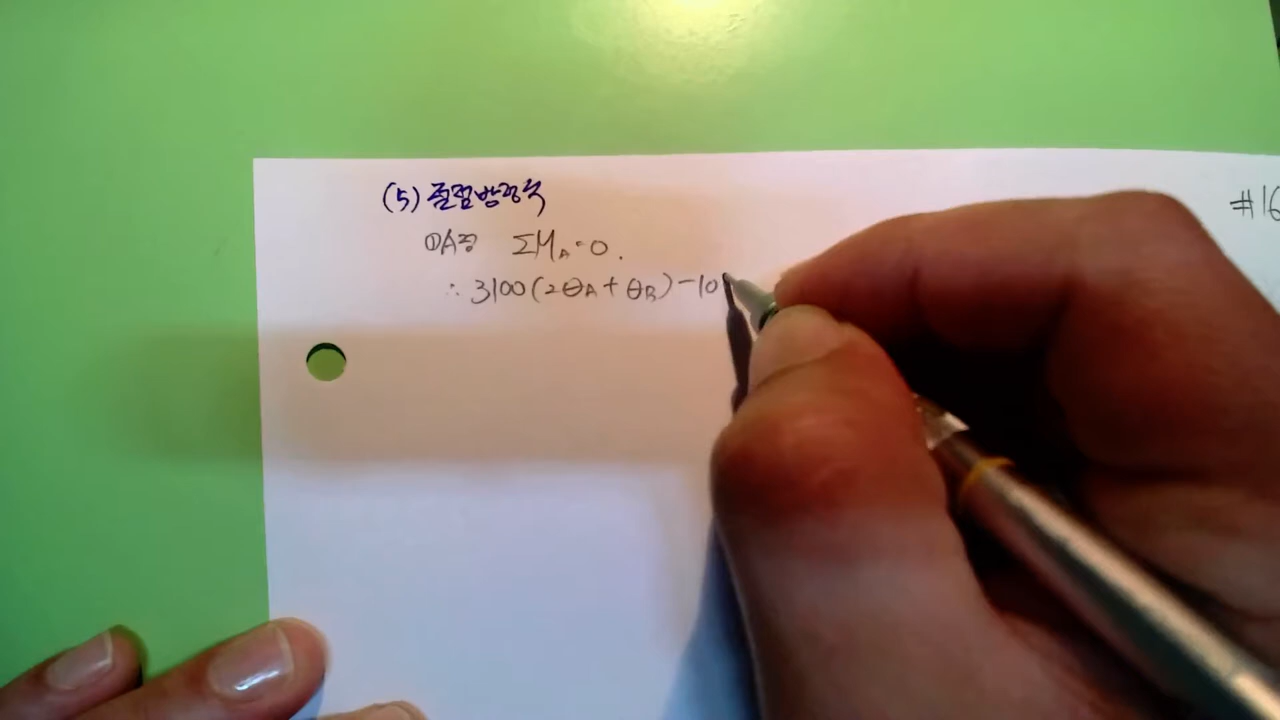 (5) 절점방정식
① A점 ΣM_A = 0.
∴ 3100(2θ_A + θ_B) - 10
#16